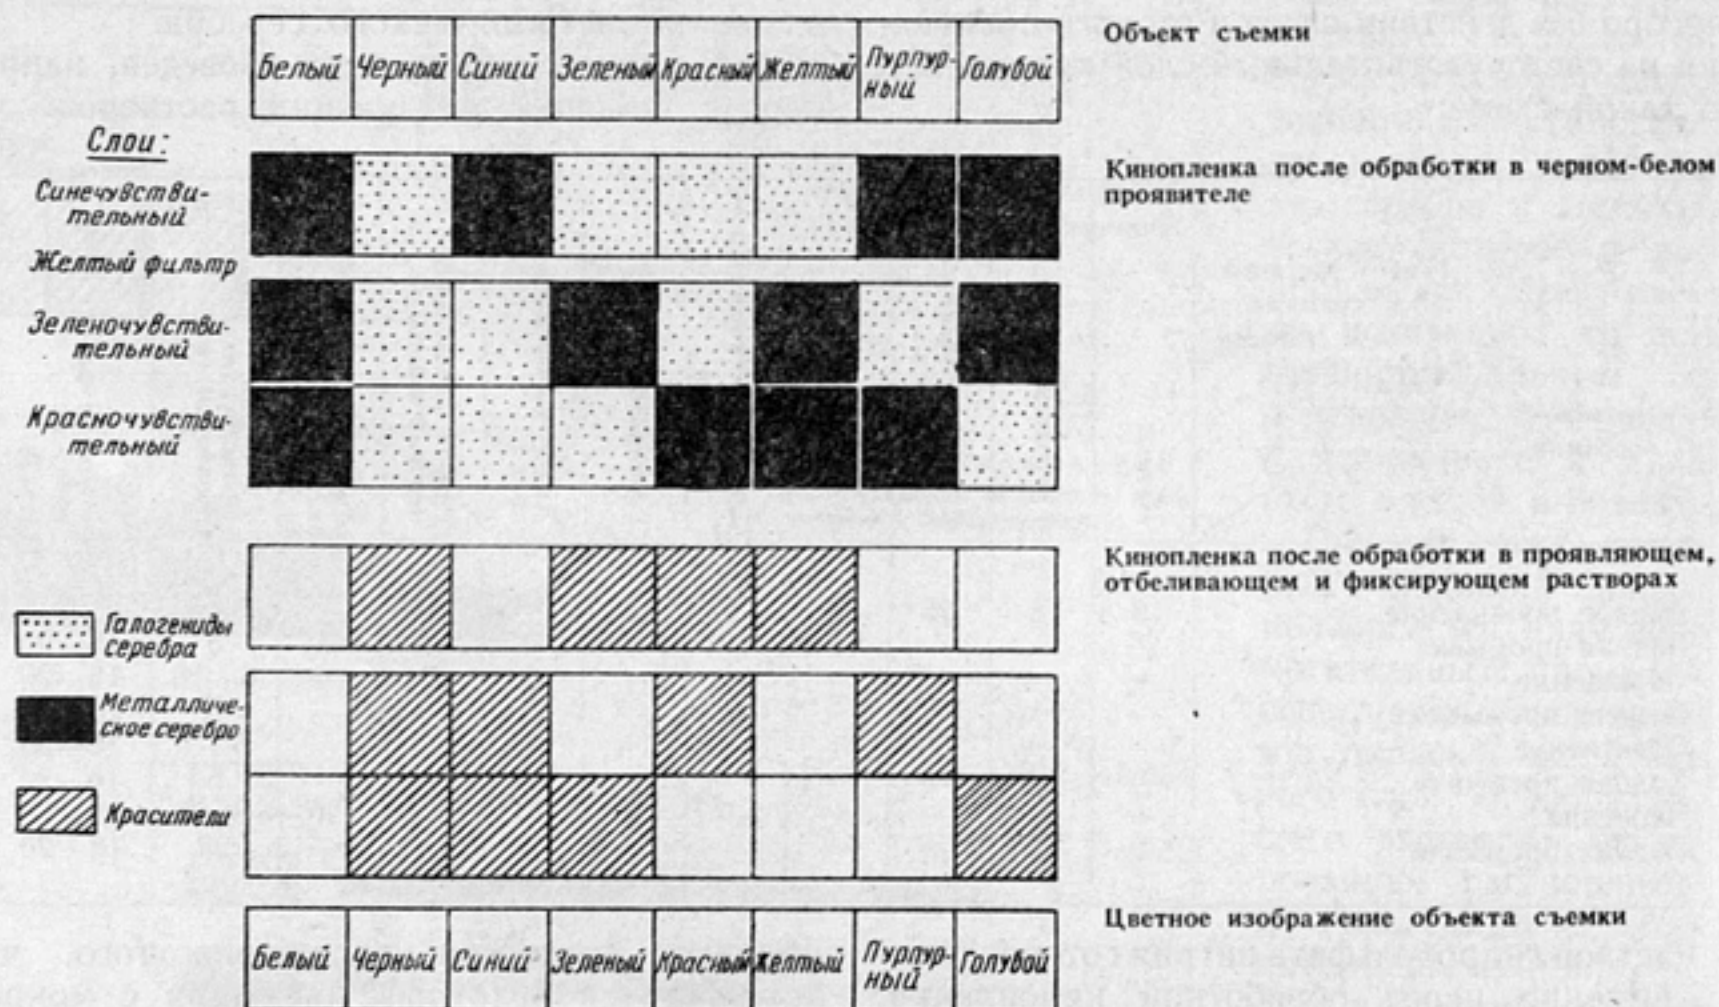 Объект съемки
Белый Черный Синий Зеленый Красный Желтый Пурпур-
ный Голубой
Слои:
Синечувстви-
тельный
Кинопленка после обработки в черном-белом
проявителе
Желтый фильтр
Зеленочувстви-
тельный
Красночувстви-
тельный
Кинопленка после обработки в проявляющем,
отбеливающем и фиксирующем растворах
Галогениды
серебра
Металличе-
ское серебро
Красители
Цветное изображение объекта съемки
Белый Черный Синий Зеленый Красный Желтый Пурпур-
ный Голубой